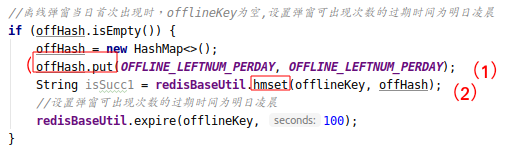 //离线弹窗当日首次出现时，offlineKey为空,设置弹窗可出现次数的过期时间为明日凌晨
if (offHash.isEmpty()) {
offHash = new HashMap<>();
offHash.put(OFFLINE_LEFTNUM_PERDAY, OFFLINE_LEFTNUM_PERDAY); (1)
String isSucc1 = redisBaseUtil.hmset(offlineKey, offHash); (2)
//设置弹窗可出现次数的过期时间为明日凌晨
redisBaseUtil.expire(offlineKey, seconds: 100);
}